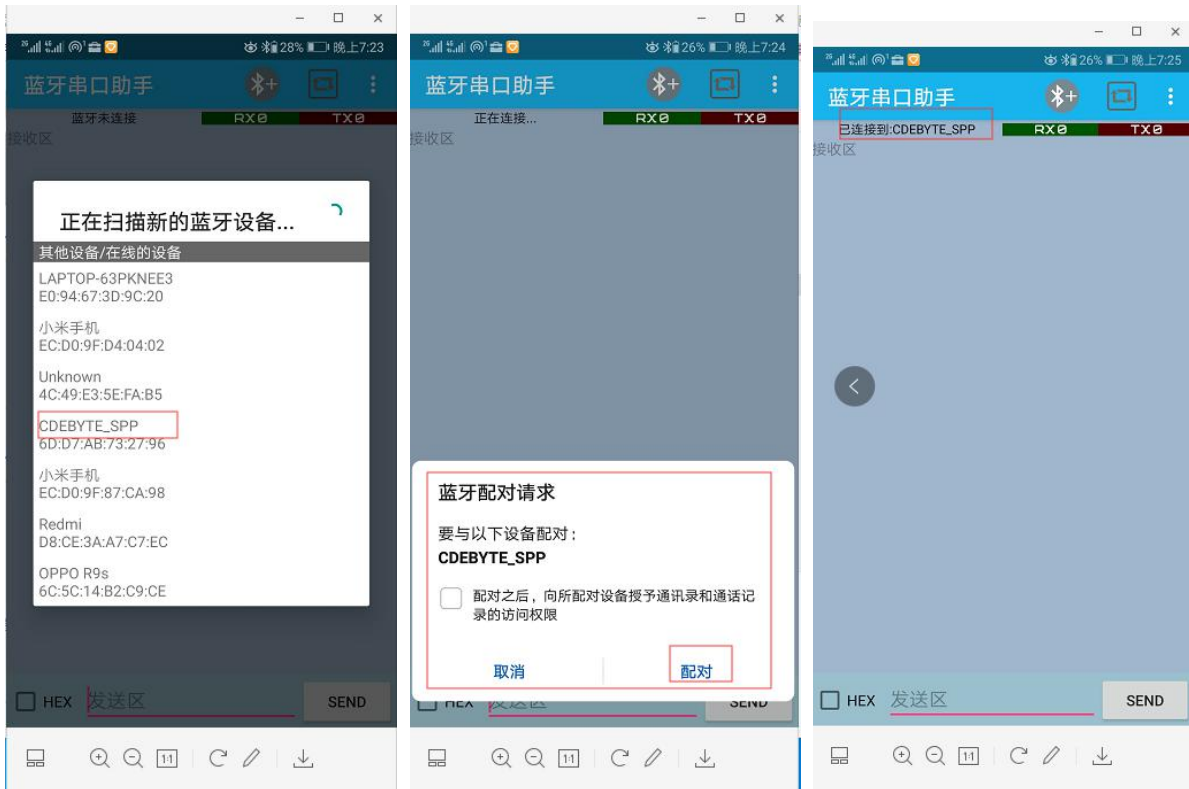 28%
晚上7:23
蓝牙串口助手
蓝牙未连接
RX0
TX0
接收区
正在扫描新的蓝牙设备...
其他设备/在线的设备
LAPTOP-63PKNEE3
E0:94:67:3D:9C:20
小米手机
EC:D0:9F:D4:04:02
Unknown
4C:49:E3:5E:FA:B5
CDEBYTE_SPP
6D:D7:AB:73:27:96
小米手机
EC:D0:9F:87:CA:98
Redmi
D8:CE:3A:A7:C7:EC
OPPO R9s
6C:5C:14:B2:C9:CE
HEX
发送区
SEND
1:1
26%
晚上7:24
蓝牙串口助手
正在连接...
RX0
TX0
接收区
蓝牙配对请求
要与以下设备配对：
CDEBYTE_SPP
配对之后，向所配对设备授予通讯录和通话记
录的访问权限
取消
配对
HEX
发送区
SEND
1:1
26%
晚上7:25
蓝牙串口助手
已连接到:CDEBYTE_SPP
RX0
TX0
接收区
HEX
发送区
SEND
1:1